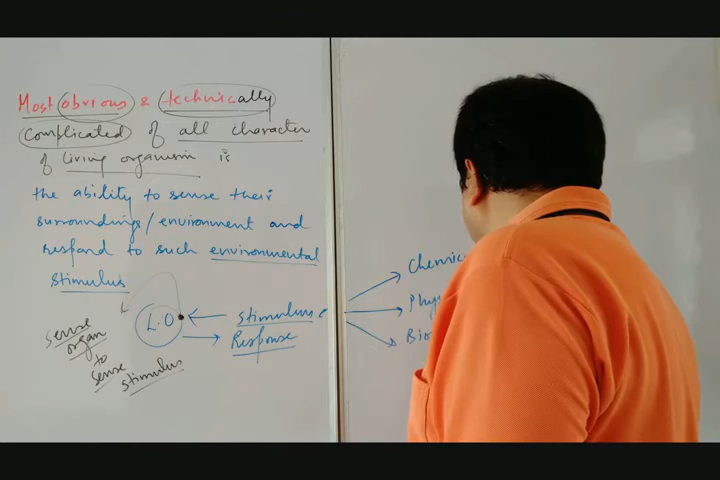 Most obvious & technically
complicated of all character
of living organism is
the ability to sense their
surroundings/environment and
respond to such environmental
stimulus
L.O
stimulus
Response
sense
organ
to
sense
stimulus